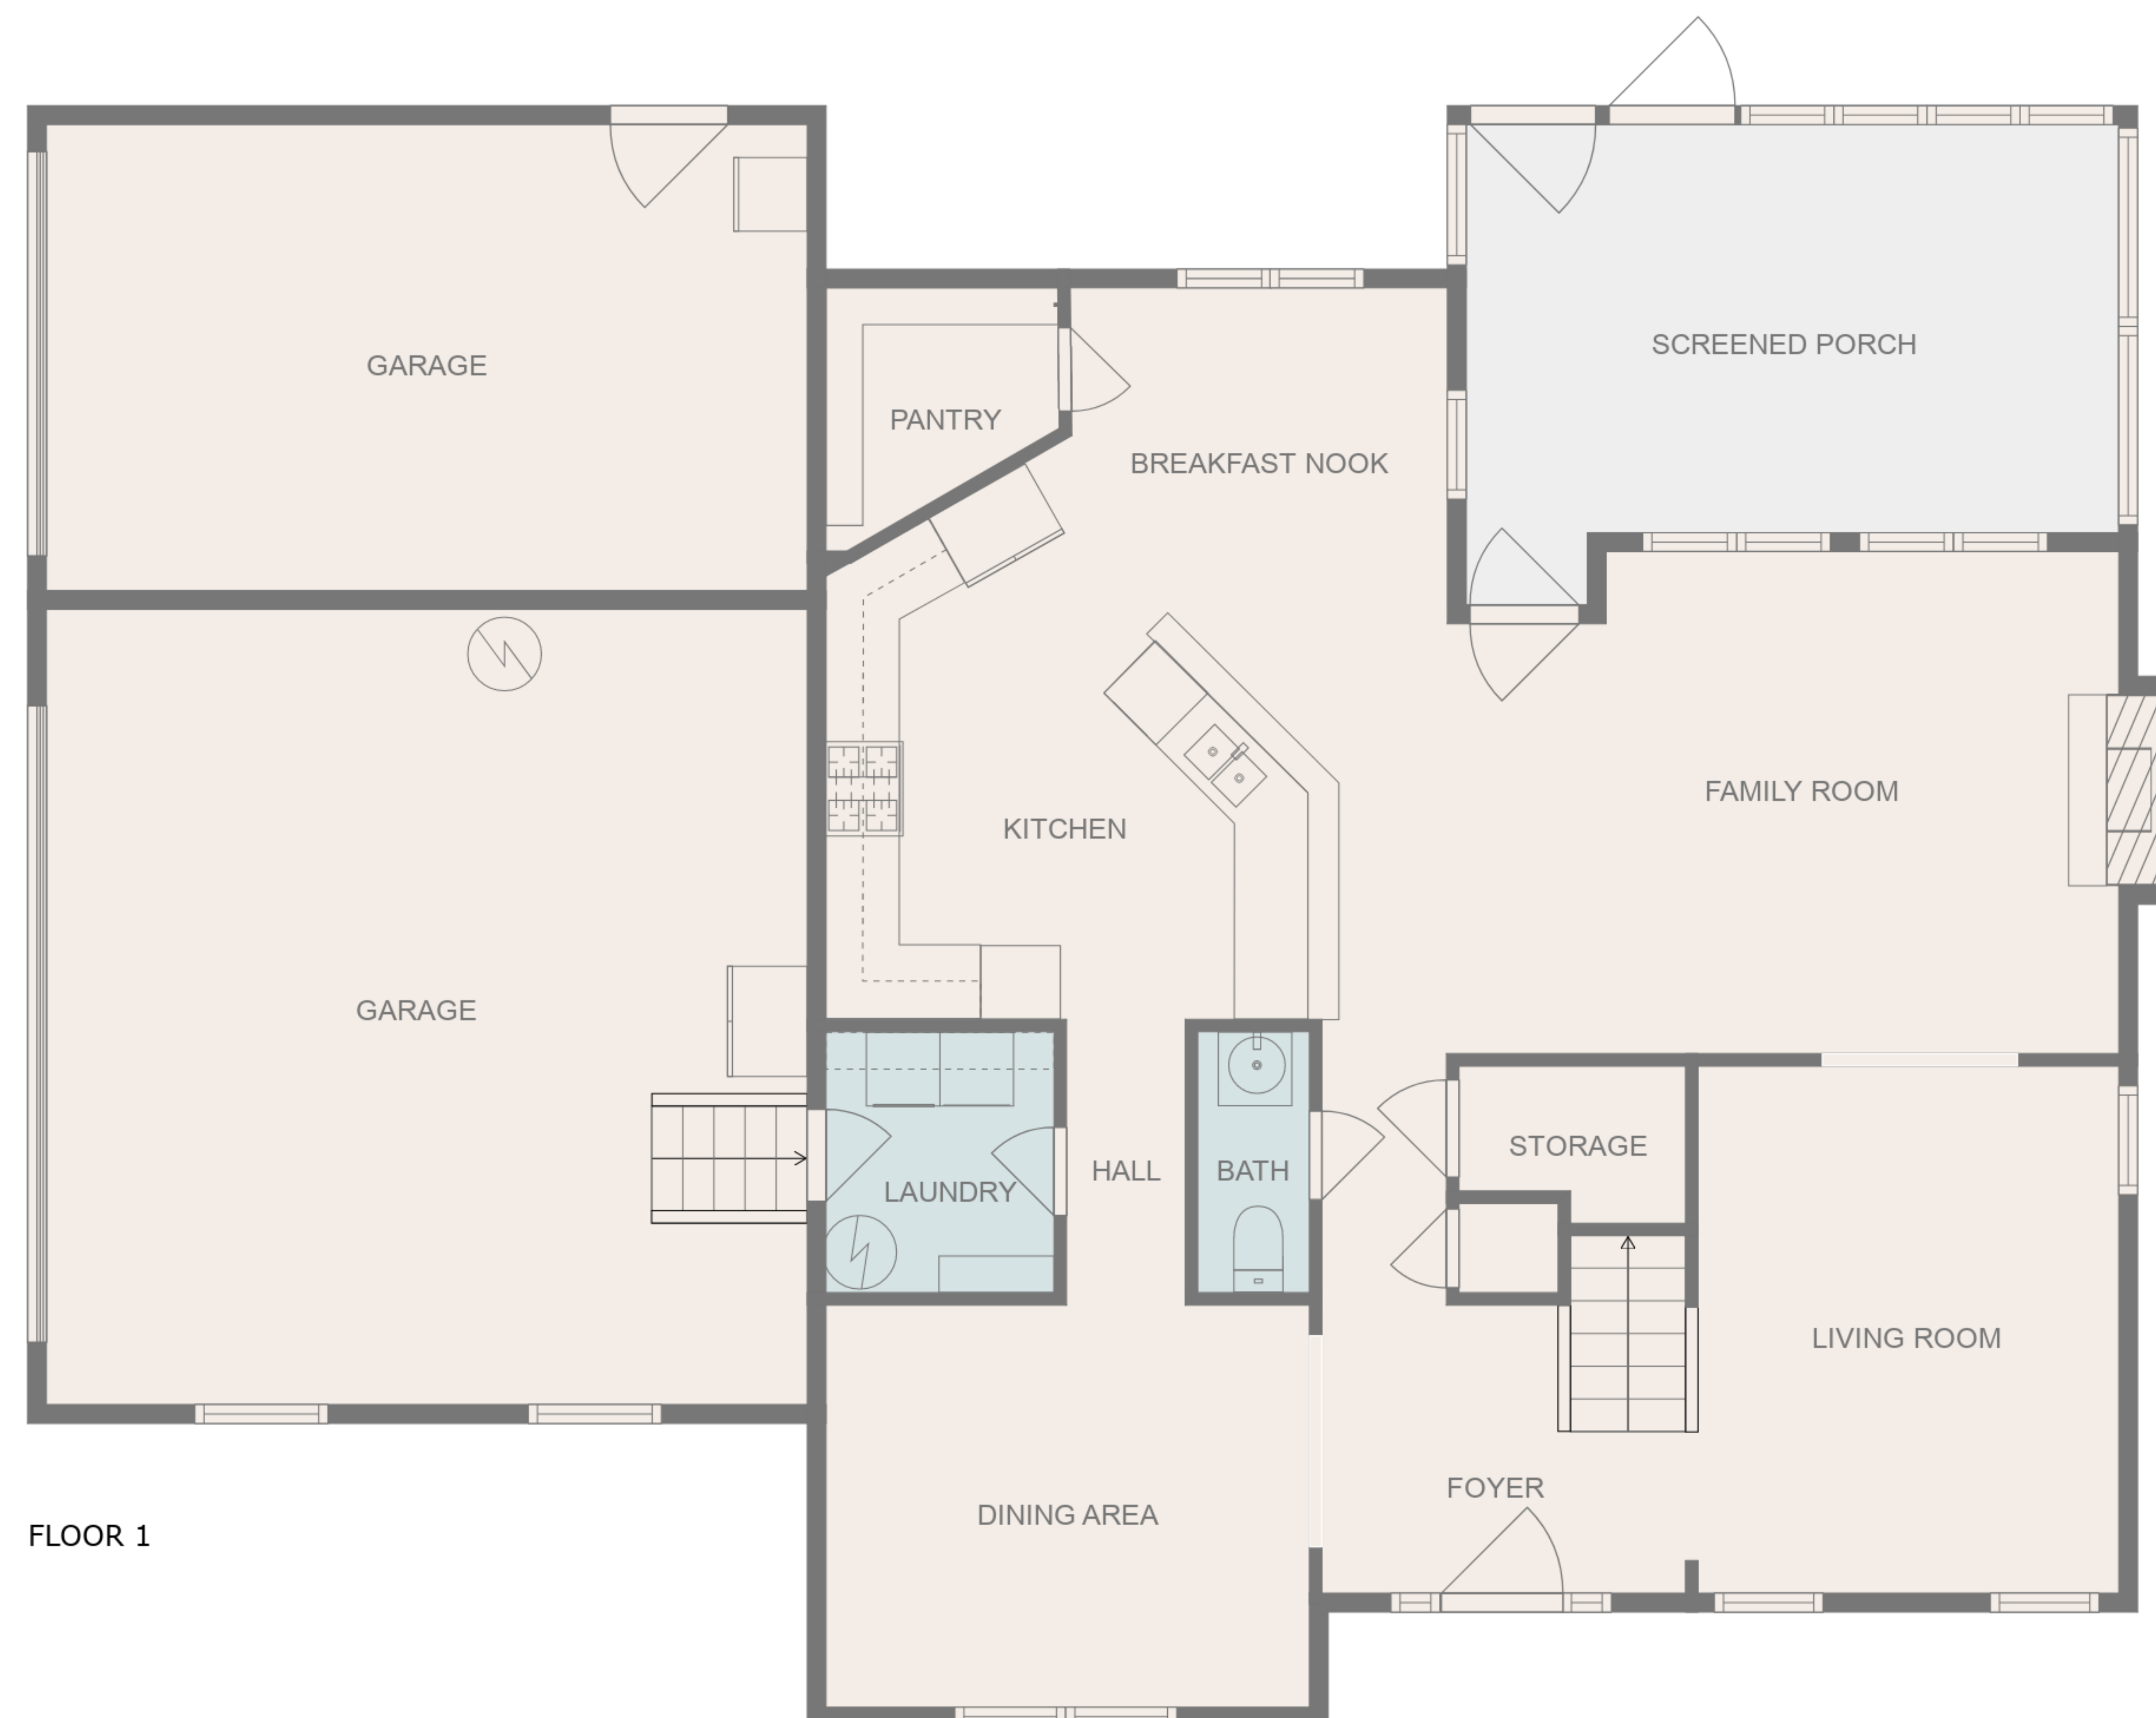 SCREENED PORCH
GARAGE
PANTRY
BREAKFAST NOOK
FAMILY ROOM
KITCHEN
GARAGE
STORAGE
HALL
BATH
LAUNDRY
LIVING ROOM
FOYER
DINING AREA
FLOOR 1